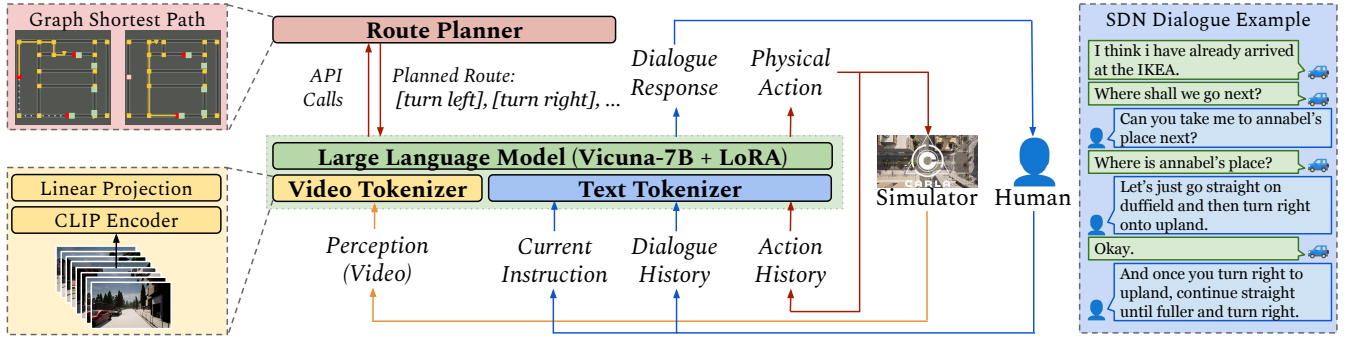 Graph Shortest Path
Route Planner
API
Calls
Planned Route:
[turn left], [turn right], ...
Dialogue
Response
Physical
Action
Large Language Model (Vicuna-7B + LoRA)
Video Tokenizer
Text Tokenizer
Linear Projection
CLIP Encoder
Perception
(Video)
Current
Instruction
Dialogue
History
Action
History
CARLA
Simulator
Human
SDN Dialogue Example
I think i have already arrived
at the IKEA.
Where shall we go next?
Can you take me to annabel's
place next?
Where is annabel's place?
Let's just go straight on
duffield and then turn right
onto upland.
Okay.
And once you turn right to
upland, continue straight
until fuller and turn right.